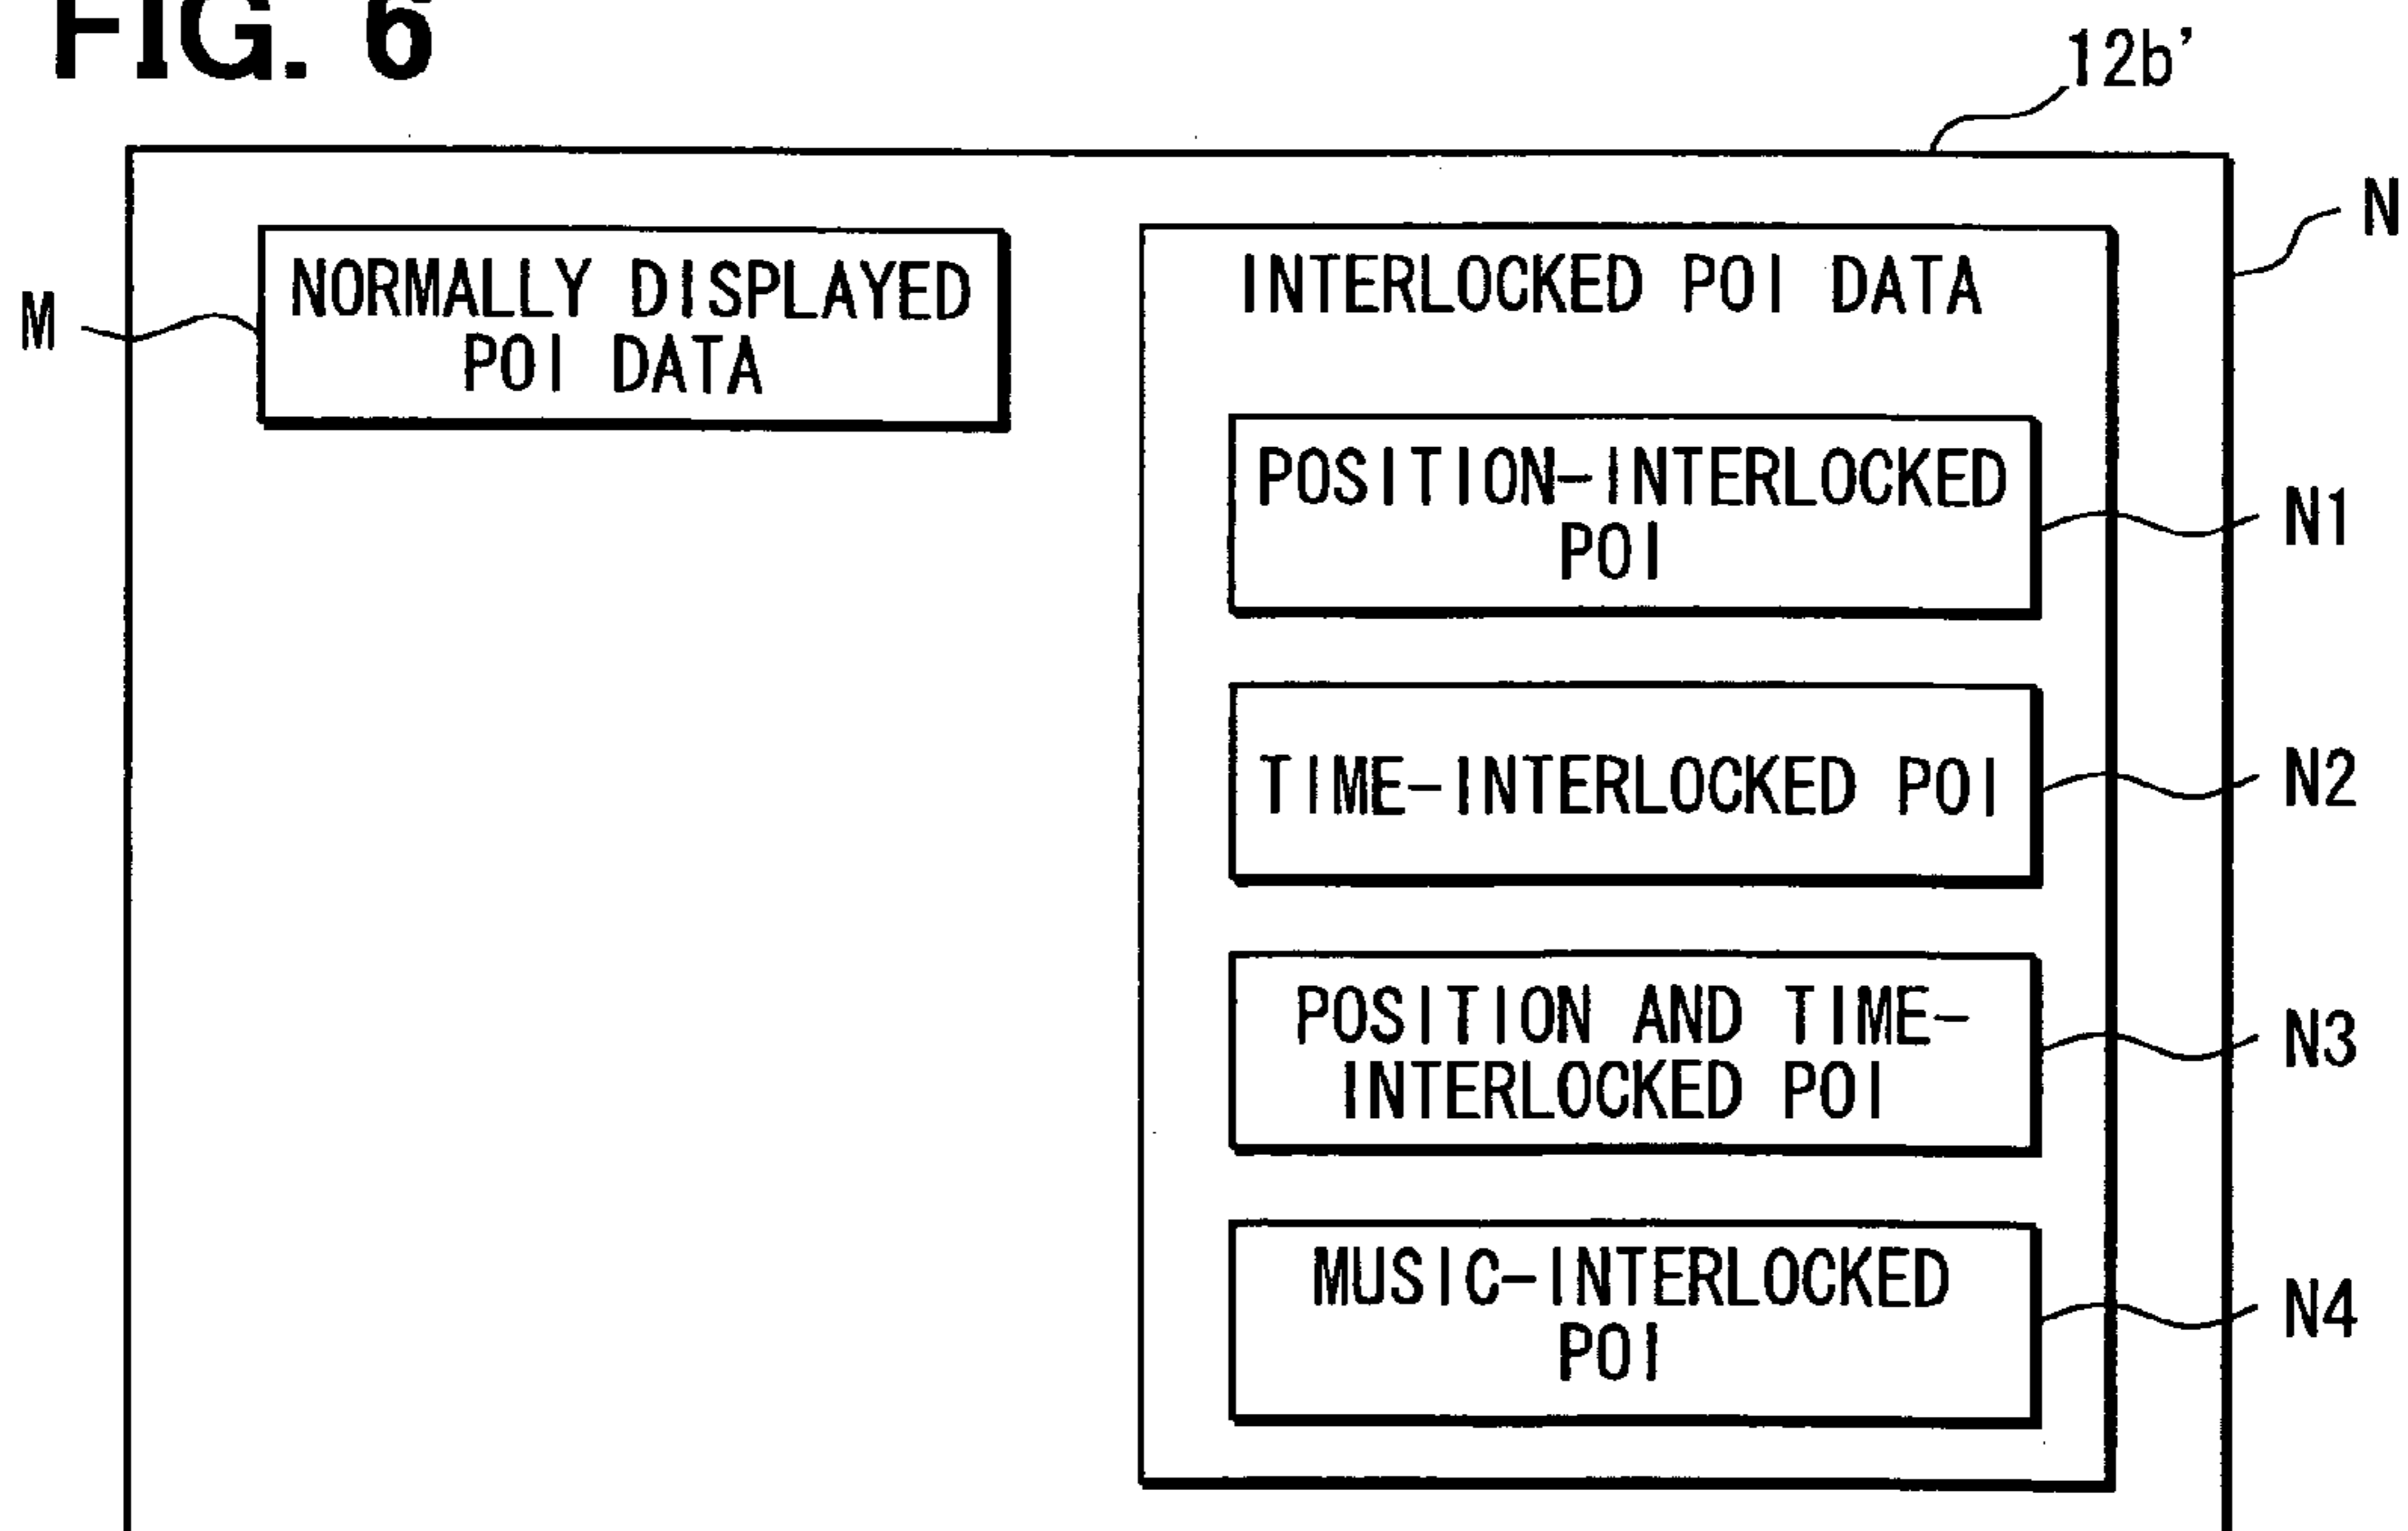 FIG. 6
12b'
N
M
NORMALLY DISPLAYED
POI DATA
INTERLOCKED POI DATA
POSITION-INTERLOCKED
POI
N1
TIME-INTERLOCKED POI
N2
POSITION AND TIME-
INTERLOCKED POI
N3
MUSIC-INTERLOCKED
POI
N4